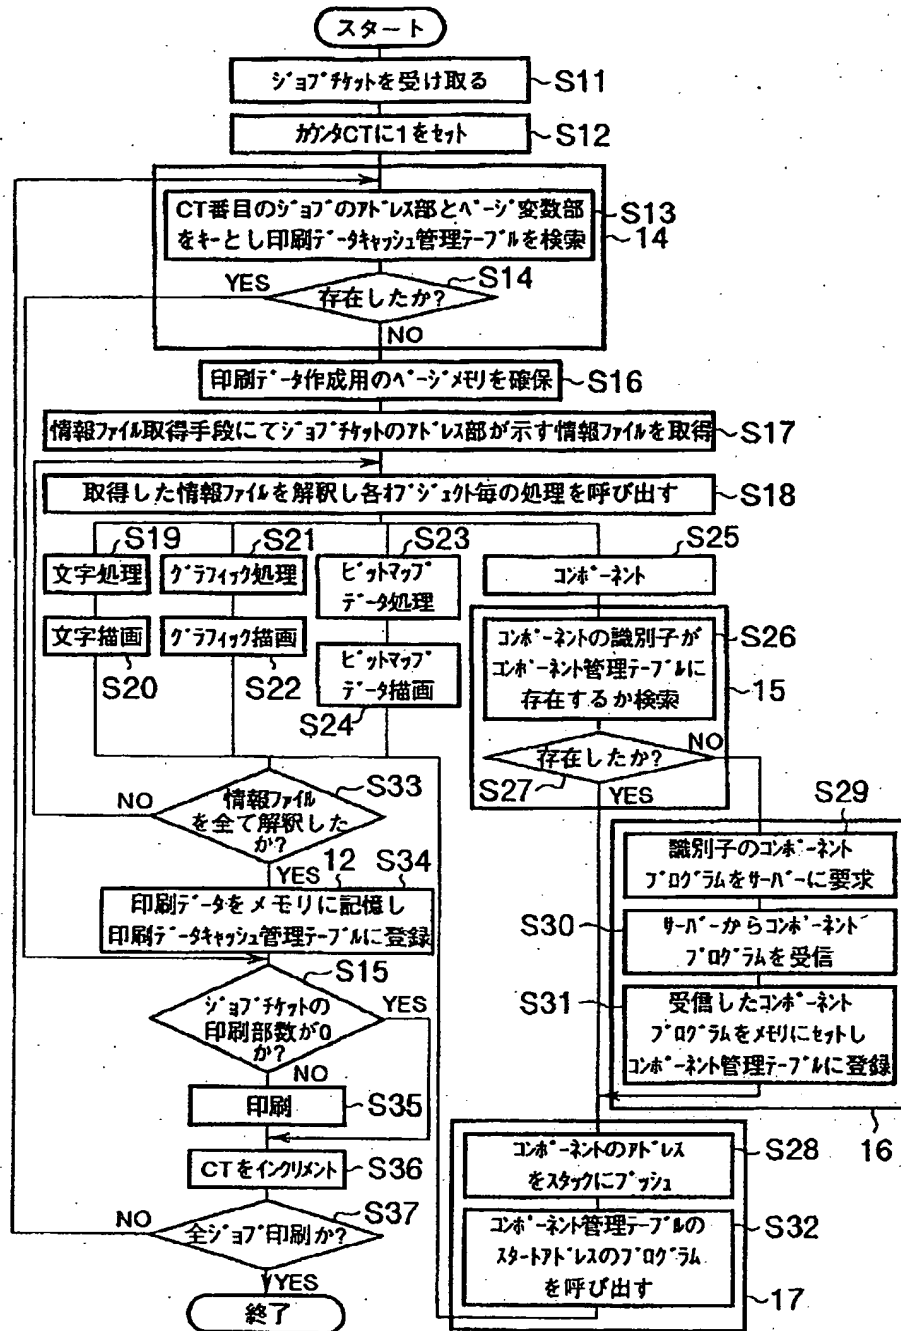 スタート
ジョブチケットを受け取る
S11
カウンタCTに1をセット
S12
CT番目のジョブのアドレス部とページ変数部
をキーとし印刷データキャッシュ管理テーブルを検索
S13
14
YES
S14
存在したか?
NO
印刷データ作成用のページメモリを確保
S16
情報ファイル取得手段にてジョブチケットのアドレス部が示す情報ファイルを取得
S17
取得した情報ファイルを解釈し各オブジェクト毎の処理を呼び出す
S18
S19
文字処理
文字描画
S20
S21
グラフィック処理
グラフィック描画
S22
S23
ビットマップ
データ処理
ビットマップ
データ描画
S24
S25
コンポーネント
コンポーネントの識別子が
コンポーネント管理テーブルに
存在するか検索
S26
15
存在したか?
NO
S27
YES
S29
識別子のコンポーネント
プログラムをサーバーに要求
S30
サーバーからコンポーネント
プログラムを受信
S31
受信したコンポーネント
プログラムをメモリにセットし
コンポーネント管理テーブルに登録
16
コンポーネントのアドレス
をスタックにプッシュ
S28
コンポーネント管理テーブルの
スタートアドレスのプログラム
を呼び出す
S32
17
NO
情報ファイル
を全て解釈した
か?
S33
YES
12
S34
印刷データをメモリに記憶し
印刷データキャッシュ管理テーブルに登録
S15
ジョブチケットの
印刷部数が0
か?
YES
NO
印刷
S35
CTをインクリメント
S36
NO
全ジョブ印刷か?
S37
YES
終了